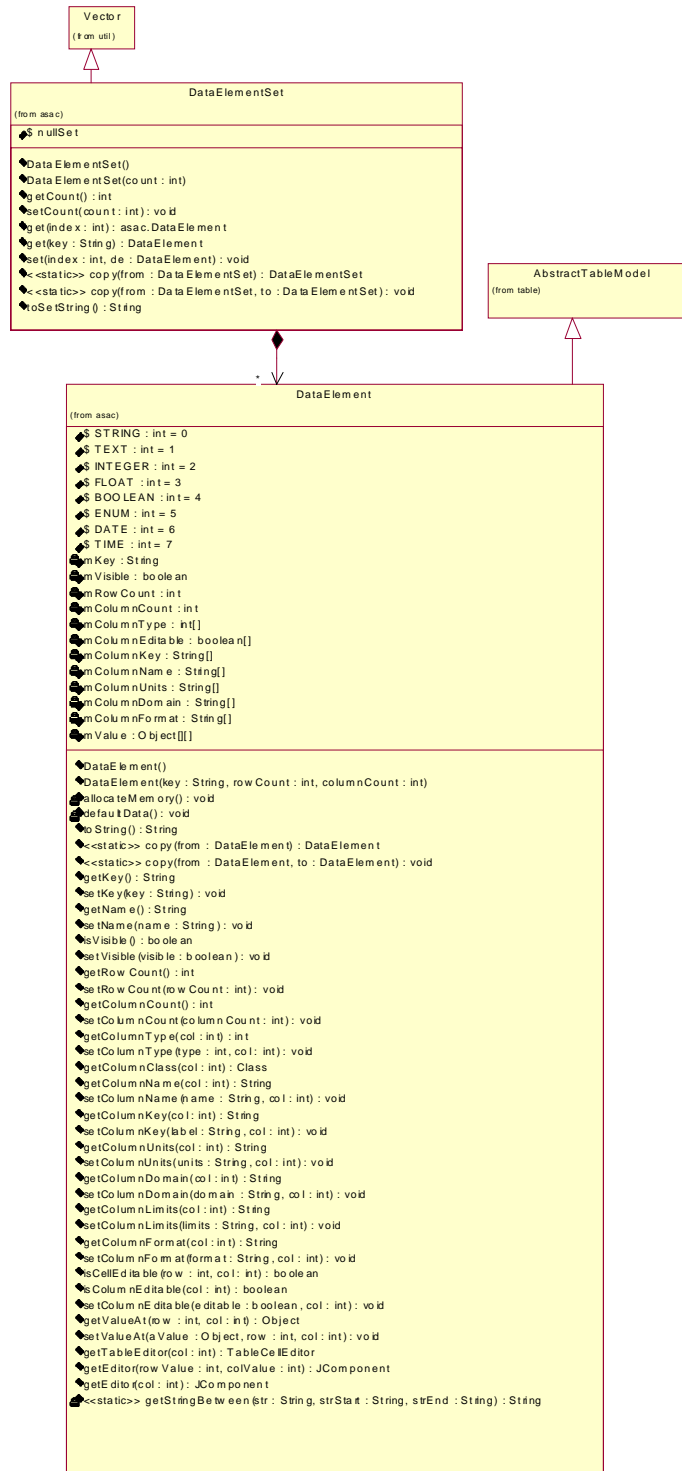 Vector
(from util)
DataElementSet
(from asac)
$ nullSet
DataElementSet()
DataElementSet(count : int)
getCount() : int
setCount(count : int) : void
get(index : int) : asac.DataElement
get(key : String) : DataElement
set(index : int, de : DataElement) : void
<<static>> copy(from : DataElementSet) : DataElementSet
<<static>> copy(from : DataElementSet, to : DataElementSet) : void
toSetString() : String
AbstractTableModel
(from table)
*
DataElement
(from asac)
$ STRING : int = 0
$ TEXT : int = 1
$ INTEGER : int = 2
$ FLOAT : int = 3
$ BOOLEAN : int = 4
$ ENUM : int = 5
$ DATE : int = 6
$ TIME : int = 7
mKey : String
mVisible : boolean
mRowCount : int
mColumnCount : int
mColumnType : int[]
mColumnEditable : boolean[]
mColumnKey : String[]
mColumnName : String[]
mColumnUnits : String[]
mColumnDomain : String[]
mColumnFormat : String[]
mValue : Object[][]
DataElement()
DataElement(key : String, rowCount : int, columnCount : int)
allocateMemory() : void
defaultData() : void
toString() : String
<<static>> copy(from : DataElement) : DataElement
<<static>> copy(from : DataElement, to : DataElement) : void
getKey() : String
setKey(key : String) : void
getName() : String
setName(name : String) : void
isVisible() : boolean
setVisible(visible : boolean) : void
getRowCount() : int
setRowCount(rowCount : int) : void
getColumnCount() : int
setColumnCount(columnCount : int) : void
getColumnType(col : int) : int
setColumnType(type : int, col : int) : void
getColumnClass(col : int) : Class
getColumnName(col : int) : String
setColumnName(name : String, col : int) : void
getColumnKey(col : int) : String
setColumnKey(label : String, col : int) : void
getColumnUnits(col : int) : String
setColumnUnits(units : String, col : int) : void
getColumnDomain(col : int) : String
setColumnDomain(domain : String, col : int) : void
getColumnLimits(col : int) : String
setColumnLimits(limits : String, col : int) : void
getColumnFormat(col : int) : String
setColumnFormat(format : String, col : int) : void
isCellEditable(row : int, col : int) : boolean
isColumnEditable(col : int) : boolean
setColumnEditable(editable : boolean, col : int) : void
getValueAt(row : int, col : int) : Object
setValueAt(aValue : Object, row : int, col : int) : void
getTableEditor(col : int) : TableCellEditor
getEditor(rowValue : int, colValue : int) : JComponent
getEditor(col : int) : JComponent
<<static>> getStringBetween(str : String, strStart : String, strEnd : String) : String